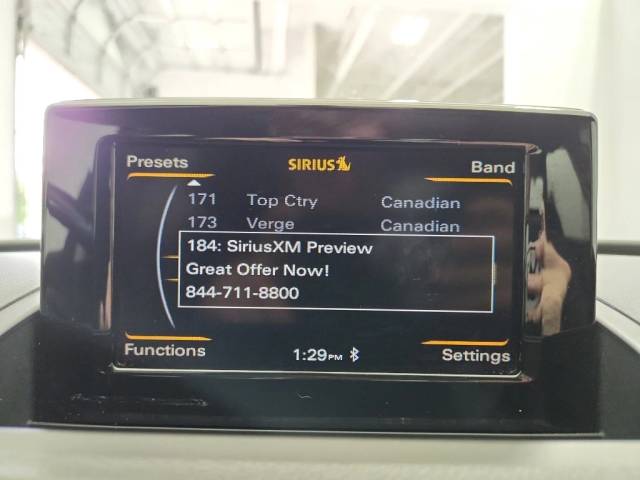 Presets SIRIUS Band
171 Top Ctry Canadian
173 Verge Canadian
184: SiriusXM Preview
Great Offer Now!
844-711-8800
Functions 1:29PM Settings